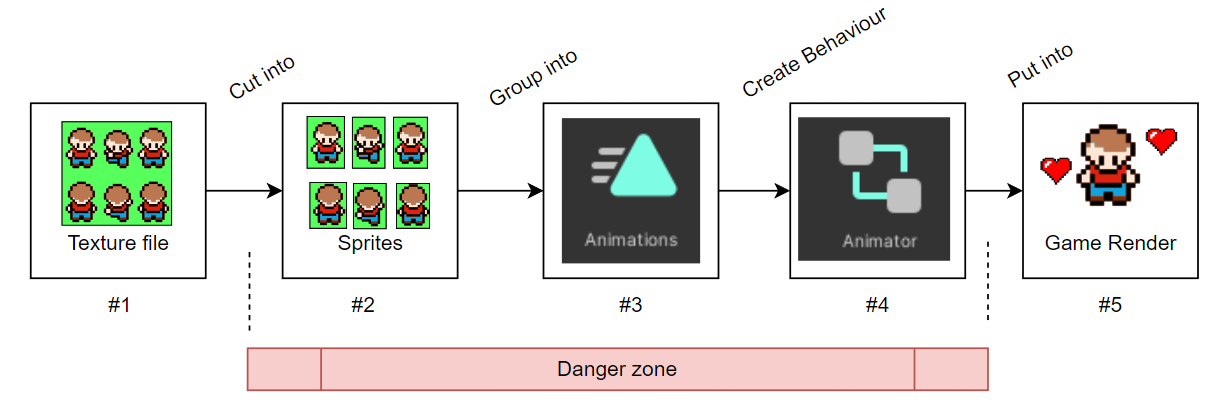 Cut into
Group into
Create Behaviour
Put into
Texture file
Sprites
Animations
Animator
Game Render
#1
#2
#3
#4
#5
Danger zone